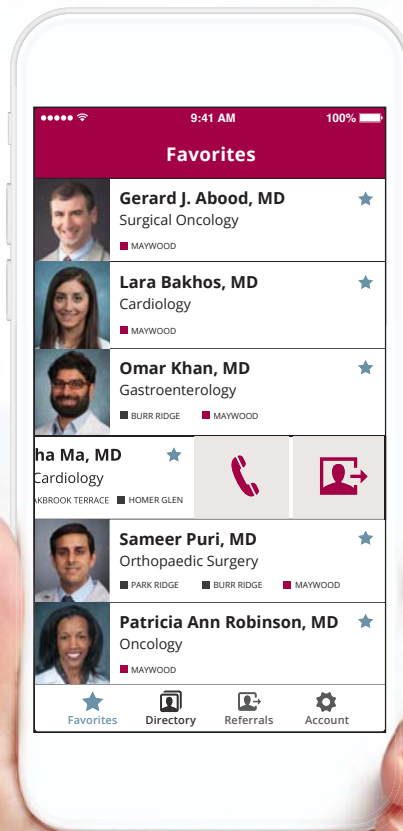 9:41 AM 100%
Favorites
Gerard J. Abood, MD
Surgical Oncology
MAYWOOD
Lara Bakhos, MD
Cardiology
MAYWOOD
Omar Khan, MD
Gastroenterology
BURR RIDGE MAYWOOD
ha Ma, MD
Cardiology
AKBROOK TERRACE HOMER GLEN
Sameer Puri, MD
Orthopaedic Surgery
PARK RIDGE BURR RIDGE MAYWOOD
Patricia Ann Robinson, MD
Oncology
MAYWOOD
Favorites Directory Referrals Account